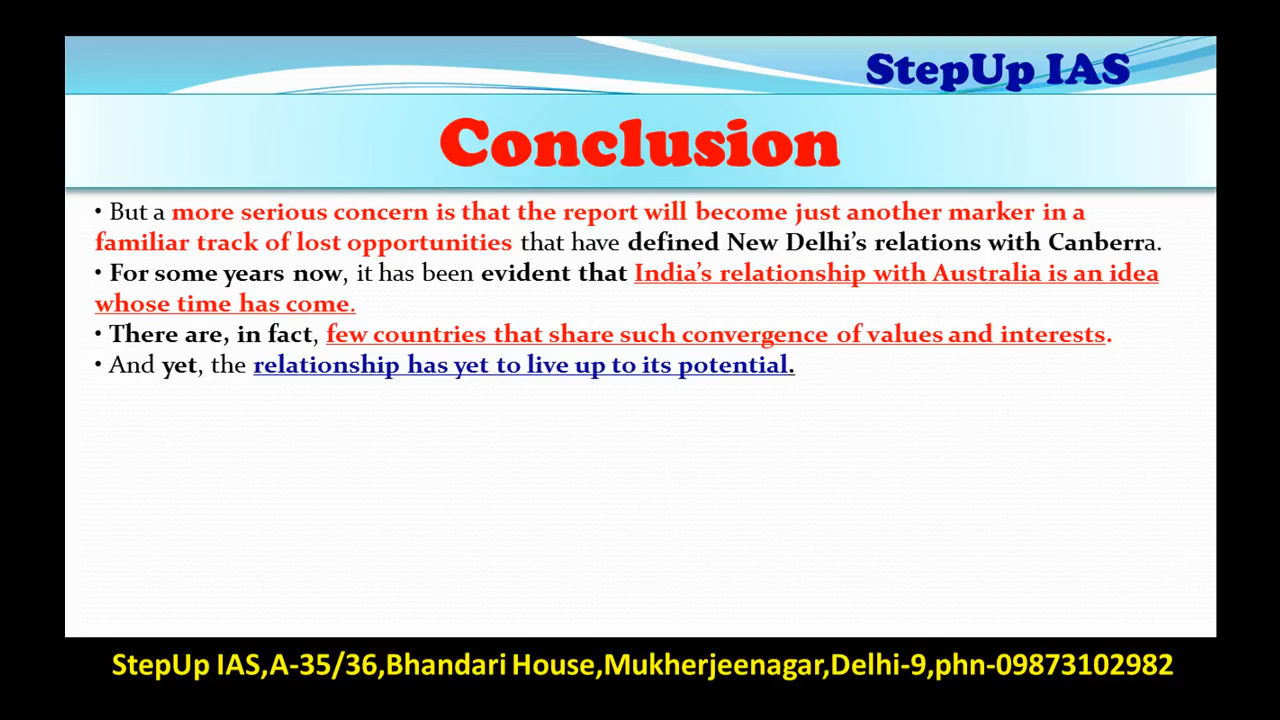 StepUp IAS
Conclusion
• But a more serious concern is that the report will become just another marker in a
familiar track of lost opportunities that have defined New Delhi’s relations with Canberra.
• For some years now, it has been evident that India’s relationship with Australia is an idea
whose time has come.
• There are, in fact, few countries that share such convergence of values and interests.
• And yet, the relationship has yet to live up to its potential.
StepUp IAS,A-35/36,Bhandari House,Mukherjeenagar,Delhi-9,phn-09873102982